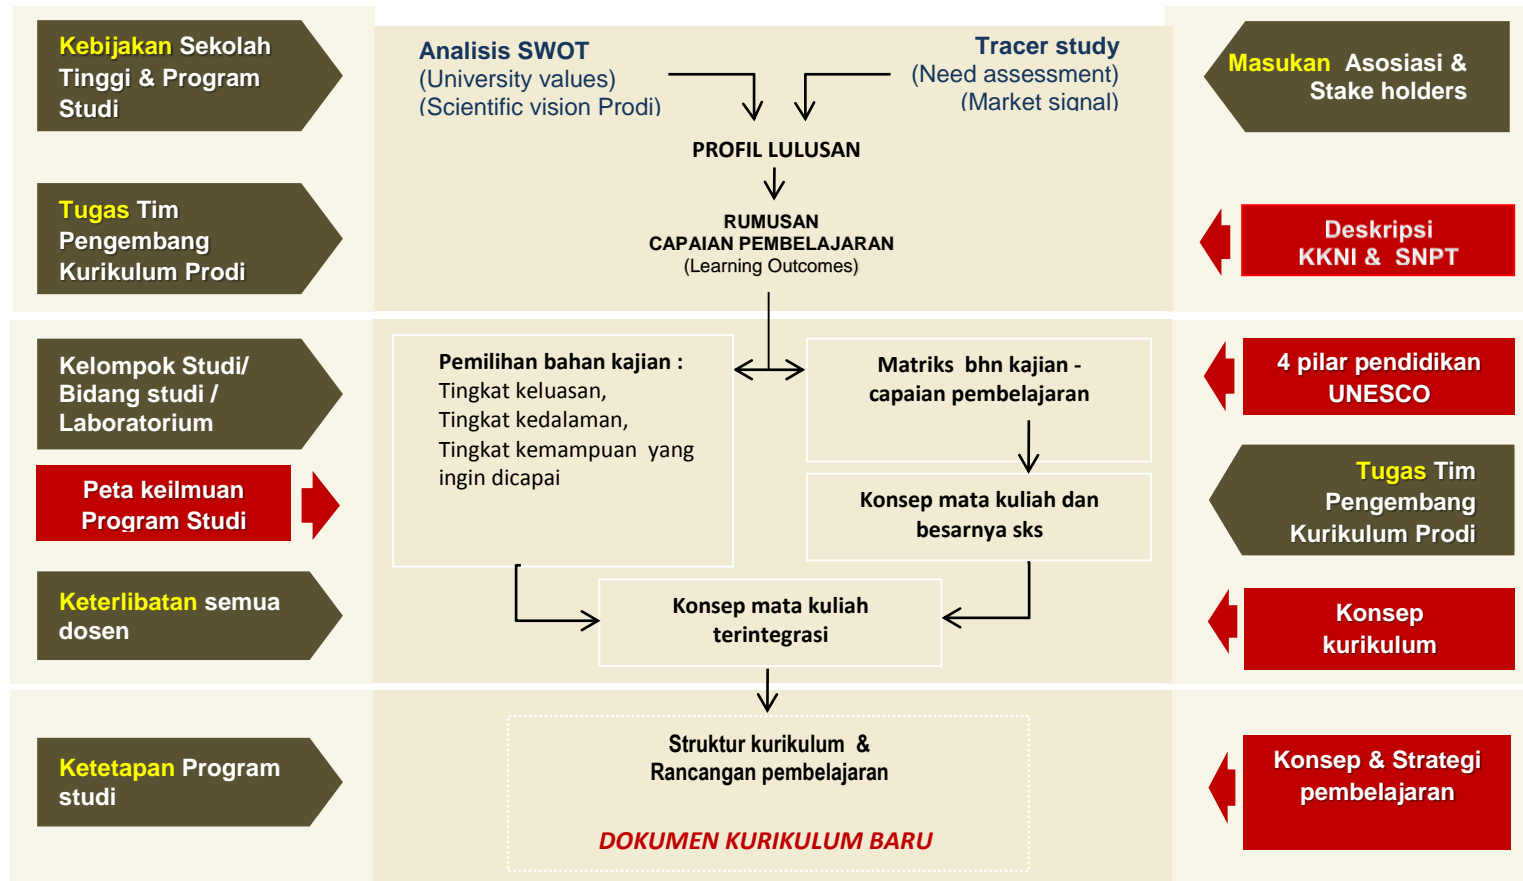 Kebijakan Sekolah
Tinggi & Program
Studi
Analisis SWOT
(University values)
(Scientific vision Prodi)
Tracer study
(Need assessment)
(Market signal)
Masukan Asosiasi &
Stake holders
PROFIL LULUSAN
Tugas Tim
Pengembang
Kurikulum Prodi
RUMUSAN
CAPAIAN PEMBELAJARAN
(Learning Outcomes)
Deskripsi
KKNI & SNPT
Kelompok Studi/
Bidang studi /
Laboratorium
Pemilihan bahan kajian :
Tingkat keluasan,
Tingkat kedalaman,
Tingkat kemampuan yang
ingin dicapai
Matriks bhn kajian -
capaian pembelajaran
4 pilar pendidikan
UNESCO
Peta keilmuan
Program Studi
Konsep mata kuliah dan
besarnya sks
Tugas Tim
Pengembang
Kurikulum Prodi
Keterlibatan semua
dosen
Konsep mata kuliah
terintegrasi
Konsep
kurikulum
Ketetapan Program
studi
Struktur kurikulum &
Rancangan pembelajaran
DOKUMEN KURIKULUM BARU
Konsep & Strategi
pembelajaran